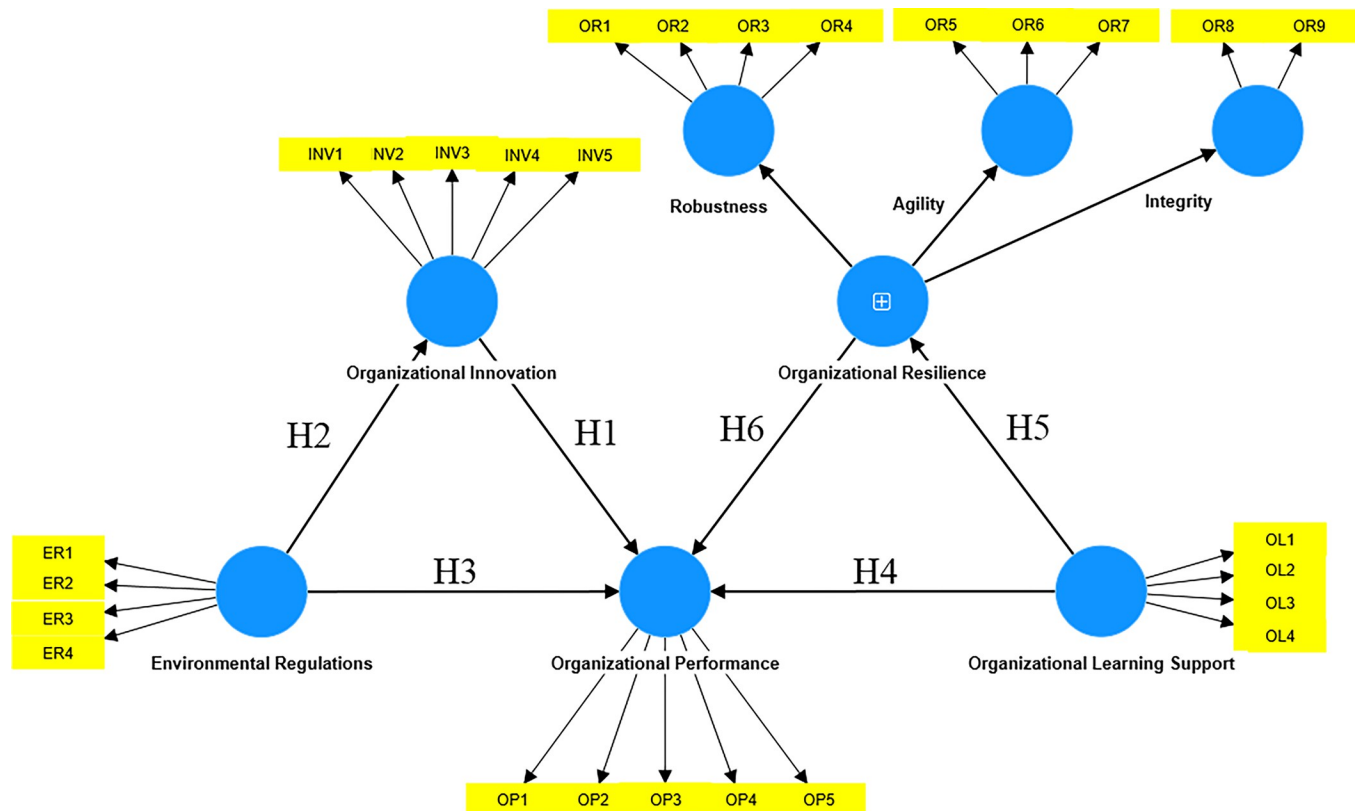 OR1 OR2 OR3 OR4
OR5 OR6 OR7
OR8 OR9
INV1 INV2 INV3 INV4 INV5
Robustness
Agility
Integrity
Organizational Innovation
Organizational Resilience
H2
H1
H6
H5
ER1
ER2
ER3
ER4
H3
H4
OL1
OL2
OL3
OL4
Environmental Regulations
Organizational Performance
Organizational Learning Support
OP1 OP2 OP3 OP4 OP5